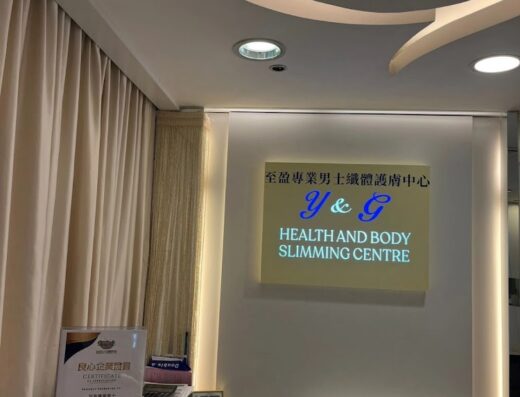 至盈專業男士纖體護膚中心
Y & G
HEALTH AND BODY
SLIMMING CENTRE
良心企業證書
CERTIFICATE
Double A